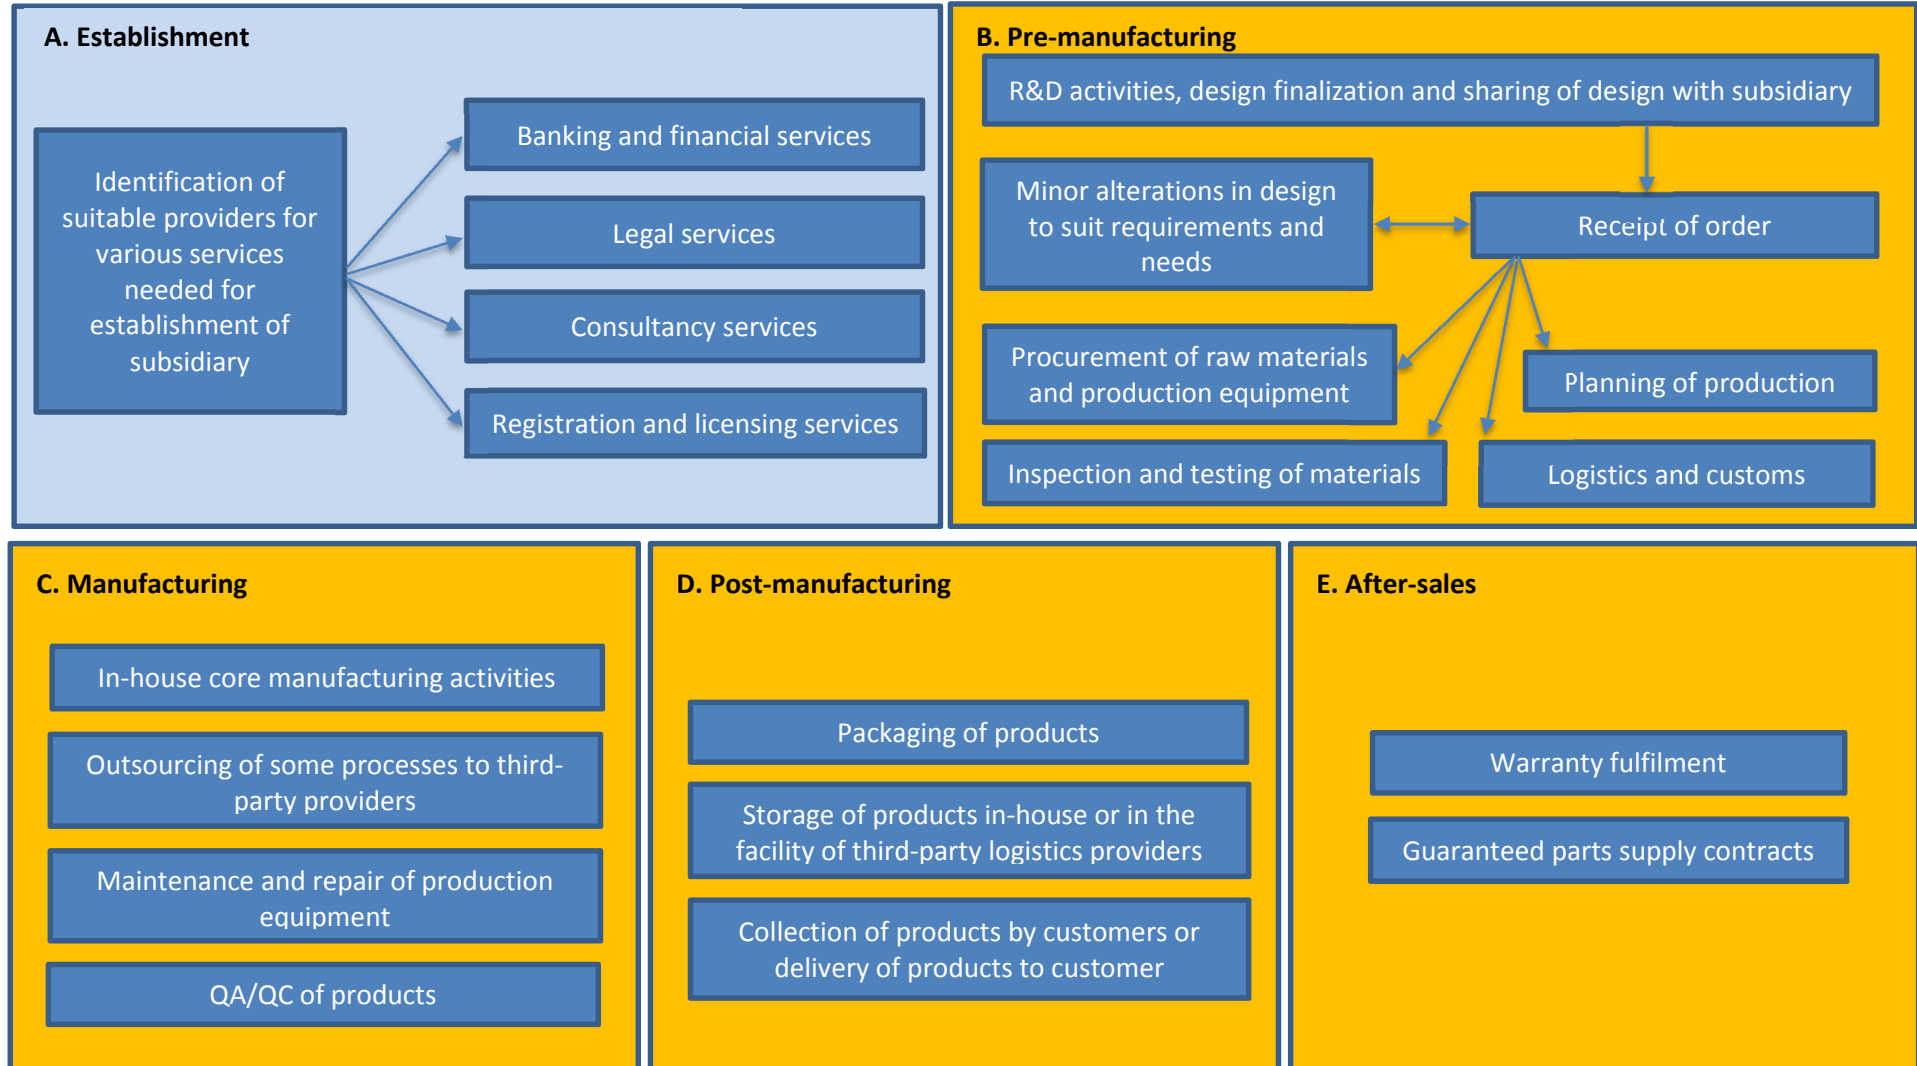 A. Establishment
Identification of
suitable providers for
various services
needed for
establishment of
subsidiary
Banking and financial services
Legal services
Consultancy services
Registration and licensing services
B. Pre-manufacturing
R&D activities, design finalization and sharing of design with subsidiary
Minor alterations in design
to suit requirements and
needs
Receipt of order
Procurement of raw materials
and production equipment
Planning of production
Inspection and testing of materials
Logistics and customs
C. Manufacturing
In-house core manufacturing activities
Outsourcing of some processes to third-
party providers
Maintenance and repair of production
equipment
QA/QC of products
D. Post-manufacturing
Packaging of products
Storage of products in-house or in the
facility of third-party logistics providers
Collection of products by customers or
delivery of products to customer
E. After-sales
Warranty fulfilment
Guaranteed parts supply contracts